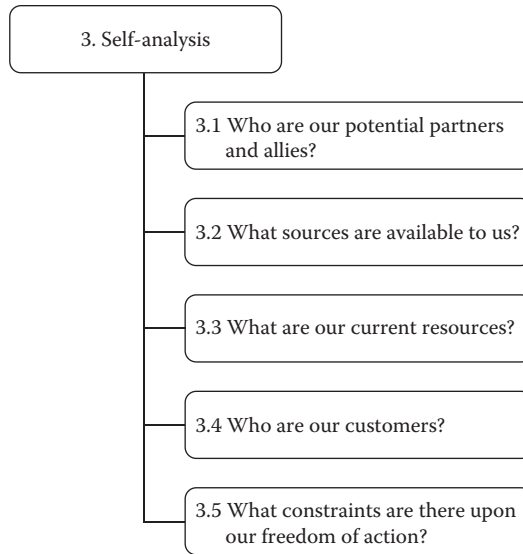 3. Self-analysis
3.1 Who are our potential partners
and allies?
3.2 What sources are available to us?
3.3 What are our current resources?
3.4 Who are our customers?
3.5 What constraints are there upon
our freedom of action?